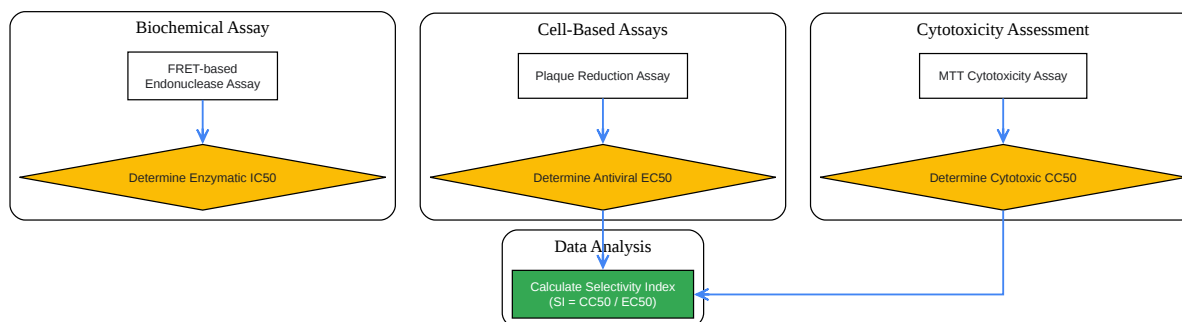 Biochemical Assay
FRET-based
Endonuclease Assay
Determine Enzymatic IC50
Cell-Based Assays
Plaque Reduction Assay
Determine Antiviral EC50
Cytotoxicity Assessment
MTT Cytotoxicity Assay
Determine Cytotoxic CC50
Data Analysis
Calculate Selectivity Index
(SI = CC50 / EC50)